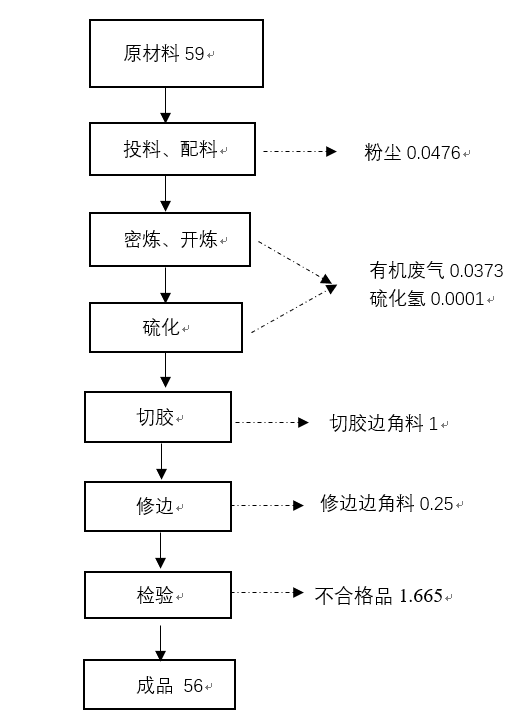 原材料 59
投料、配料
粉尘 0.0476
密炼、开炼
有机废气 0.0373
硫化氢 0.0001
硫化
切胶
切胶边角料 1
修边
修边边角料 0.25
检验
不合格品 1.665
成品 56